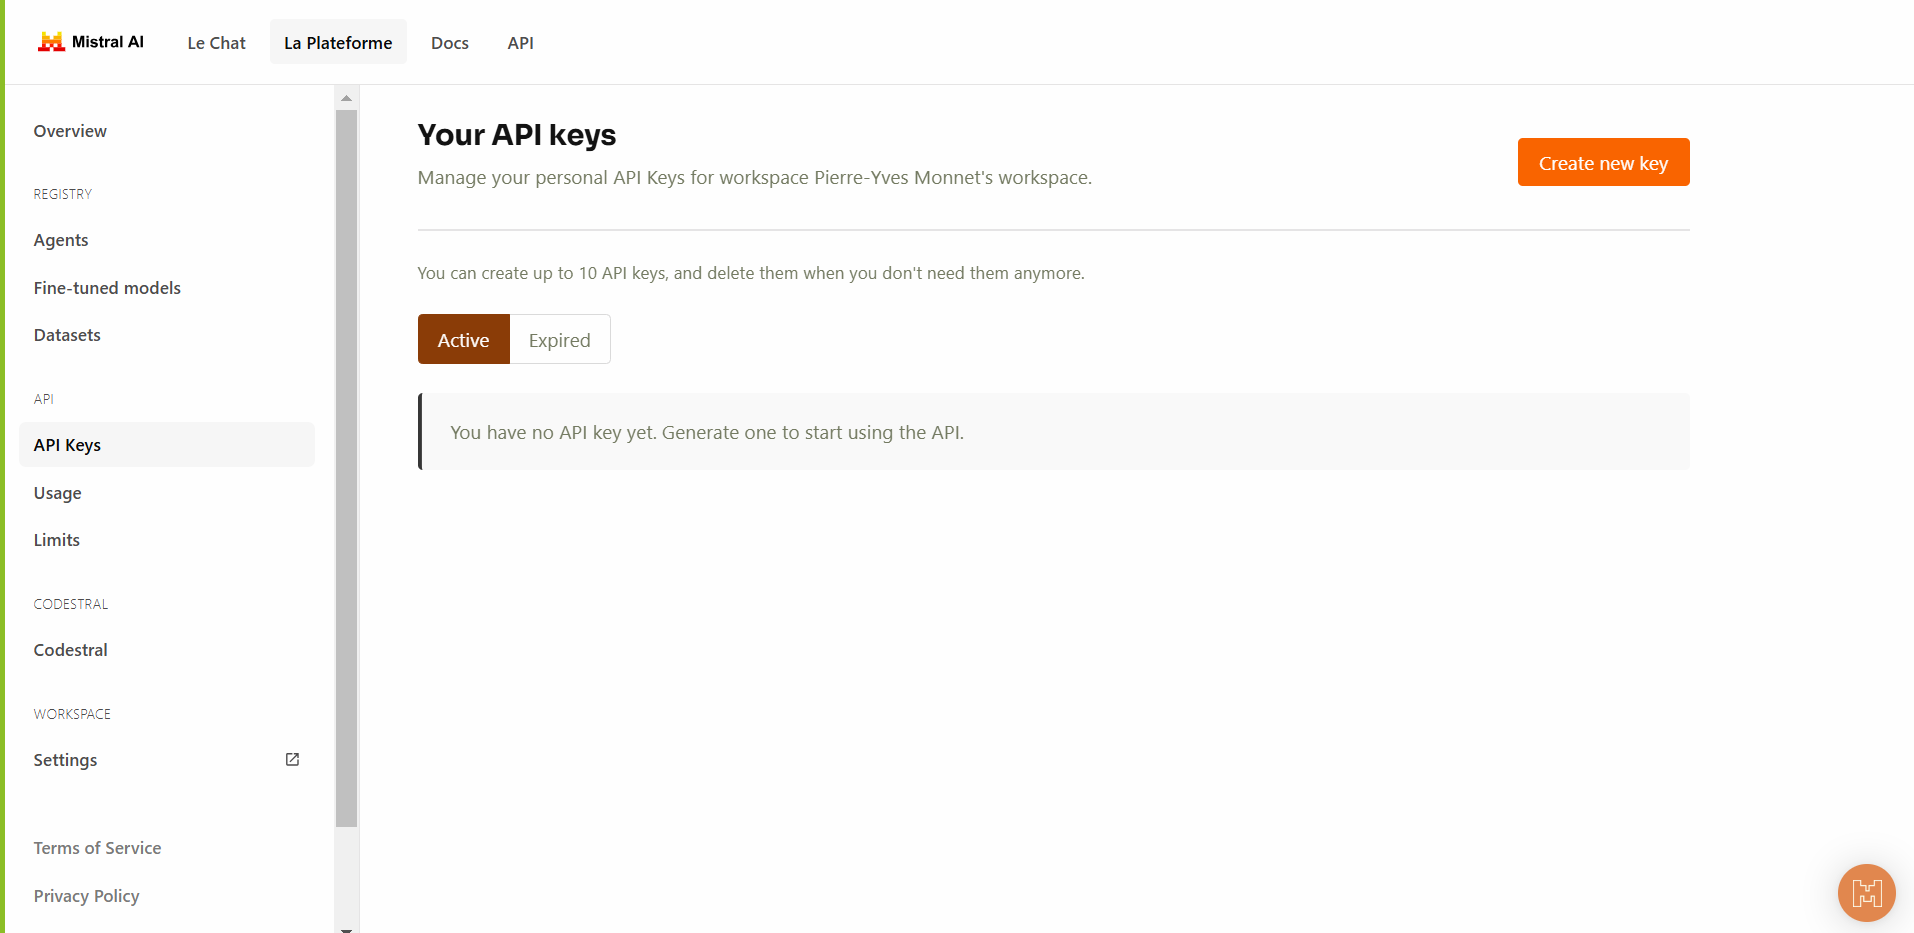 Mistral AI
Le Chat
La Plateforme
Docs
API
Overview
REGISTRY
Agents
Fine-tuned models
Datasets
API
API Keys
Usage
Limits
CODESTRAL
Codestral
WORKSPACE
Settings
Terms of Service
Privacy Policy
Your API keys
Manage your personal API Keys for workspace Pierre-Yves Monnet's workspace.
Create new key
You can create up to 10 API keys, and delete them when you don't need them anymore.
Active
Expired
You have no API key yet. Generate one to start using the API.